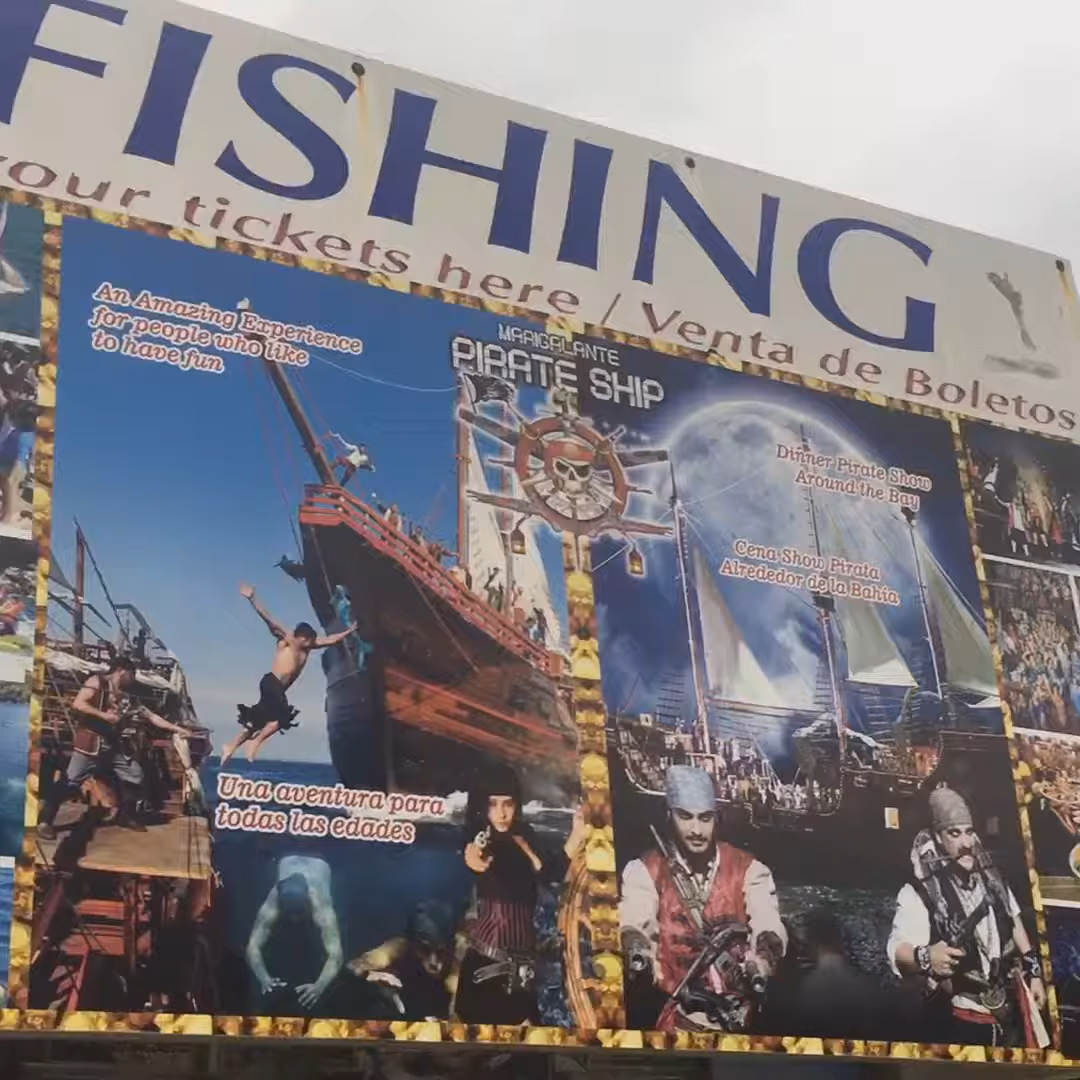 FISHING
your tickets here / Venta de Boletos
An Amazing Experience
for people who like
to have fun
MARIGALANTE
PIRATE SHIP
Dinner Pirate Show
Around the Bay
Cena Show Pirata
Alrededor de la Bahía
Una aventura para
todas las edades